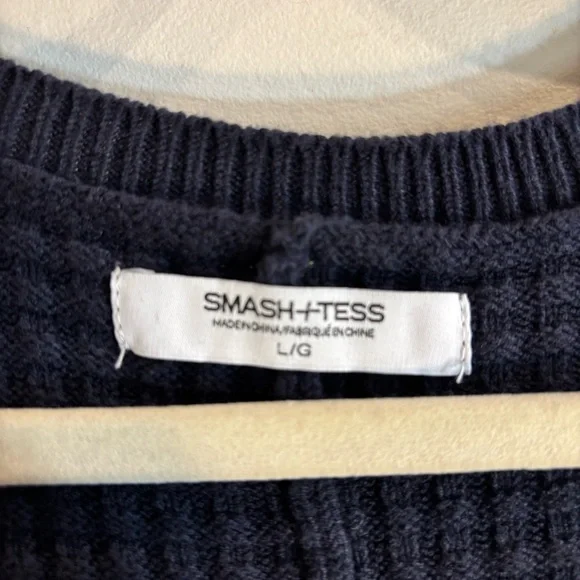 SMASH+TESS
MADE IN CHINA/FABRIQUÉ EN CHINE
L/G